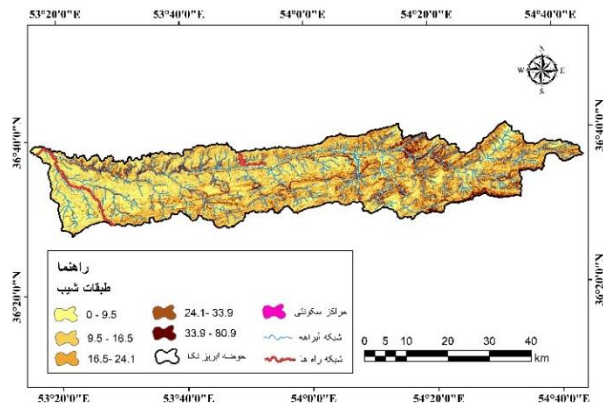 53°20'0"E 53°40'0"E 54°0'0"E 54°20'0"E 54°40'0"E
N
W E
S
36°40'0"N 36°40'0"N
36°20'0"N 36°20'0"N
راهنما
طبقات شیب
0 - 9.5 24.1- 33.9 مراکز سکونتی
9.5 - 16.5 33.9 - 80.9 شبکه آبراهه
16.5- 24.1 حوضه آبریز نکا شبکه راه ها
0 5 10 20 30 40
km
53°20'0"E 53°40'0"E 54°0'0"E 54°20'0"E 54°40'0"E